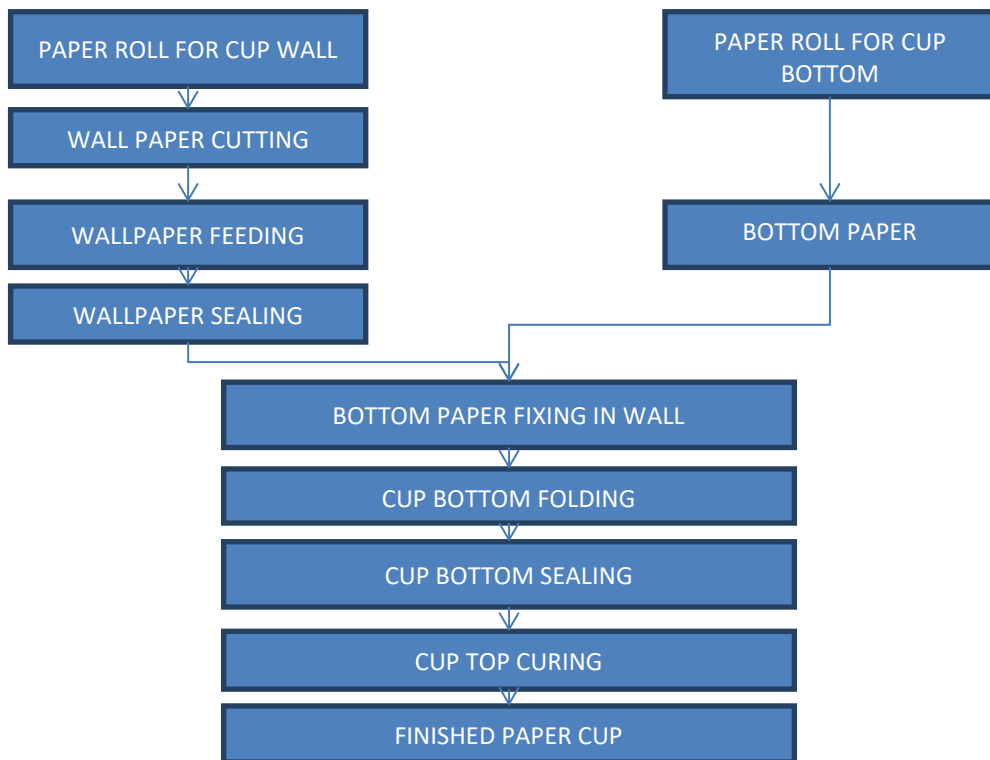 PAPER ROLL FOR CUP WALL
PAPER ROLL FOR CUP
BOTTOM
WALL PAPER CUTTING
WALLPAPER FEEDING
BOTTOM PAPER
WALLPAPER SEALING
BOTTOM PAPER FIXING IN WALL
CUP BOTTOM FOLDING
CUP BOTTOM SEALING
CUP TOP CURING
FINISHED PAPER CUP